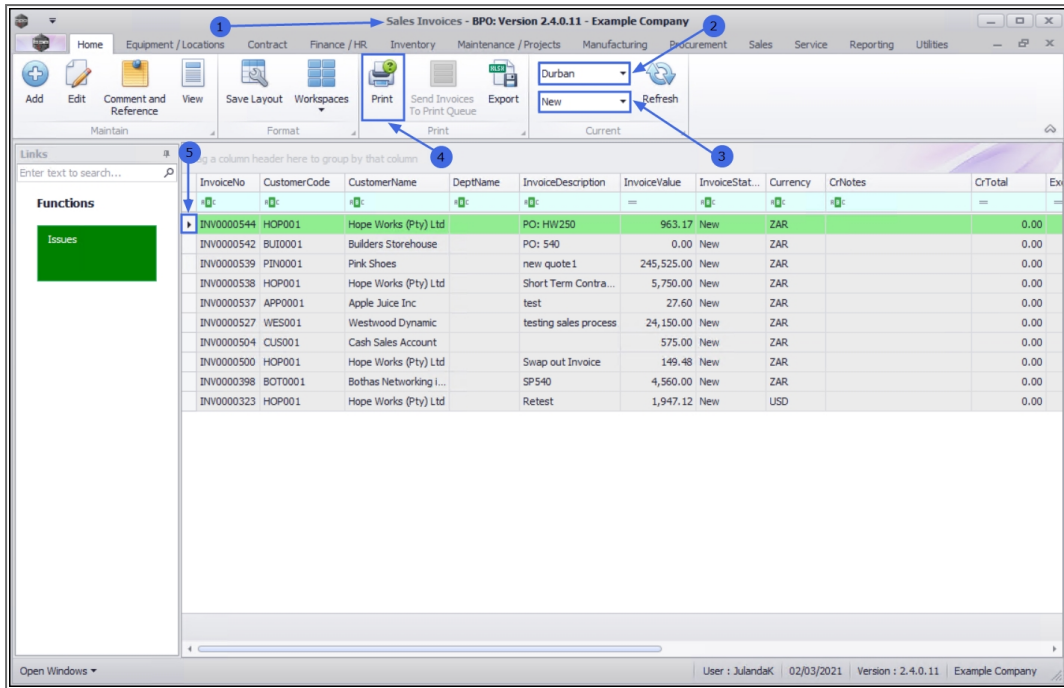 1 Sales Invoices - BPO: Version 2.4.0.11 - Example Company 2
Home Equipment / Locations Contract Finance / HR Inventory Maintenance / Projects Manufacturing Procurement Sales Service Reporting Utilities
Add Edit Comment and Reference View Save Layout Workspaces Print Send Invoices To Print Queue Export Durban New Refresh
Maintain Format Print Current
5 4 3
Links
Enter text to search...
Functions
Issues
a column header here to group by that column
InvoiceNo CustomerCode CustomerName DeptName InvoiceDescription InvoiceValue InvoiceStat... Currency CrNotes CrTotal
INV0000544 HOP001 Hope Works (Pty) Ltd PO: HW250 963.17 New ZAR 0.00
INV0000542 BUI0001 Builders Storehouse PO: 540 0.00 New ZAR 0.00
INV0000539 PIN0001 Pink Shoes new quote1 245,525.00 New ZAR 0.00
INV0000538 HOP001 Hope Works (Pty) Ltd Short Term Contra... 5,750.00 New ZAR 0.00
INV0000537 APP0001 Apple Juice Inc test 27.60 New ZAR 0.00
INV0000527 WES001 Westwood Dynamic testing sales process 24,150.00 New ZAR 0.00
INV0000504 CUS001 Cash Sales Account 575.00 New ZAR 0.00
INV0000500 HOP001 Hope Works (Pty) Ltd Swap out Invoice 149.48 New ZAR 0.00
INV0000398 BOT0001 Bothas Networking i... SP540 4,560.00 New ZAR 0.00
INV0000323 HOP001 Hope Works (Pty) Ltd Retest 1,947.12 New USD 0.00
Open Windows User : JulandaK 02/03/2021 Version : 2.4.0.11 Example Company